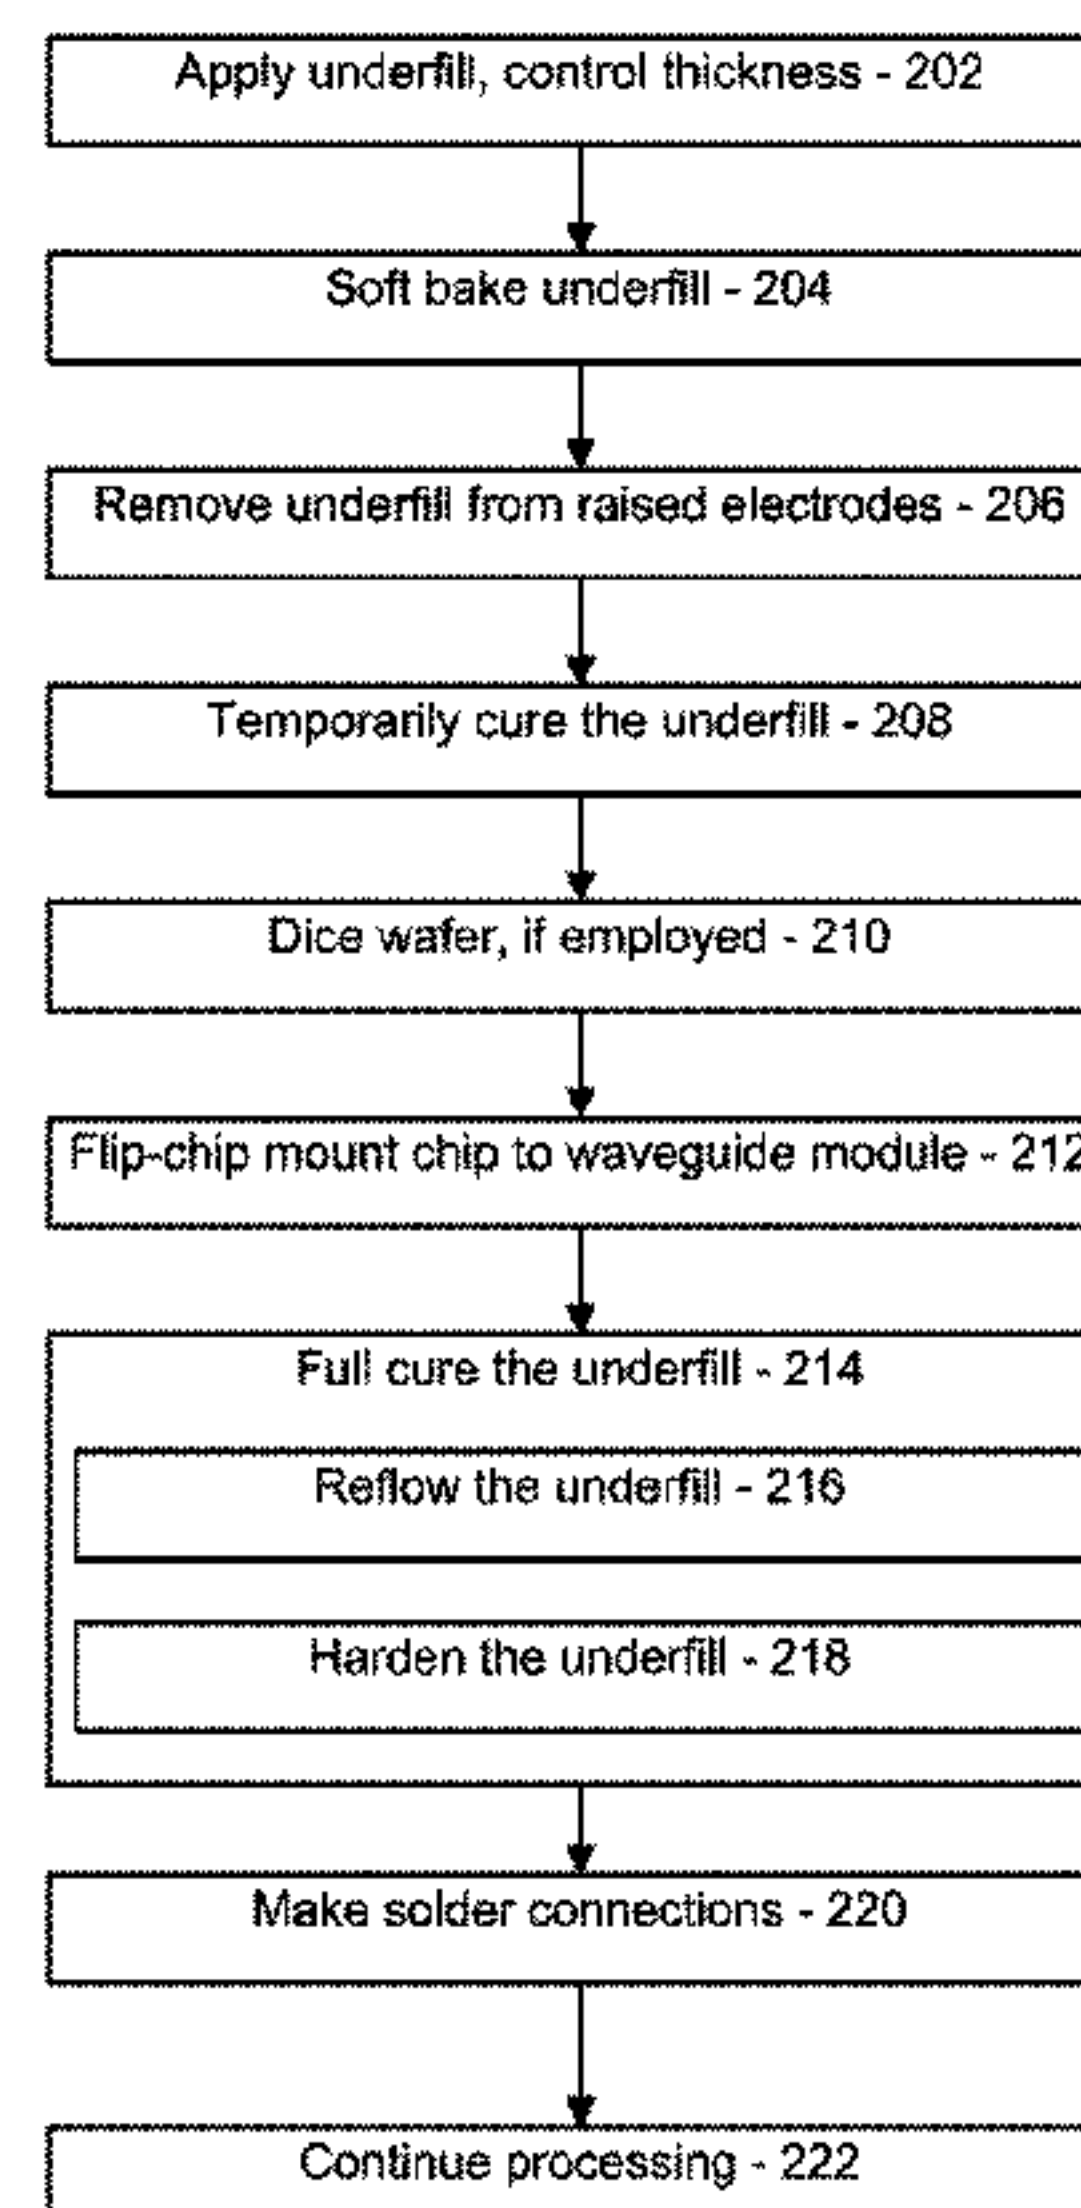 Apply underfill, control thickness - 202
Soft bake underfill - 204
Remove underfill from raised electrodes - 206
Temporarily cure the underfill - 208
Dice wafer, if employed - 210
Flip-chip mount chip to waveguide module - 212
Full cure the underfill - 214
Reflow the underfill - 216
Harden the underfill - 218
Make solder connections - 220
Continue processing - 222